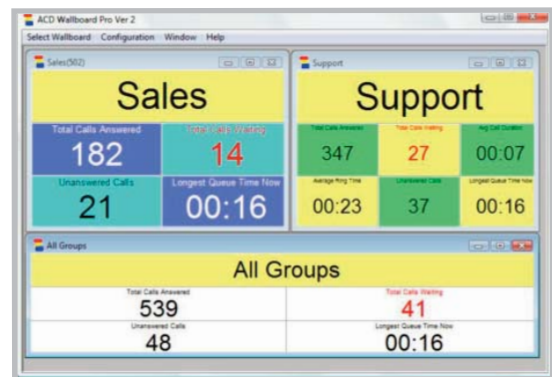 ACD Wallboard Pro Ver 2
Select Wallboard Configuration Window Help
Sales(502)
Sales
Total Calls Answered
Total Calls Waiting
182
14
Unanswered Calls
Longest Queue Time Now
21
00:16
Support
Support
Total Calls Answered
Total Calls Waiting
Avg Call Duration
347
27
00:07
Average Ring Time
Unanswered Calls
Longest Queue Time Now
00:23
37
00:16
All Groups
All Groups
Total Calls Answered
Total Calls Waiting
539
41
Unanswered Calls
Longest Queue Time Now
48
00:16